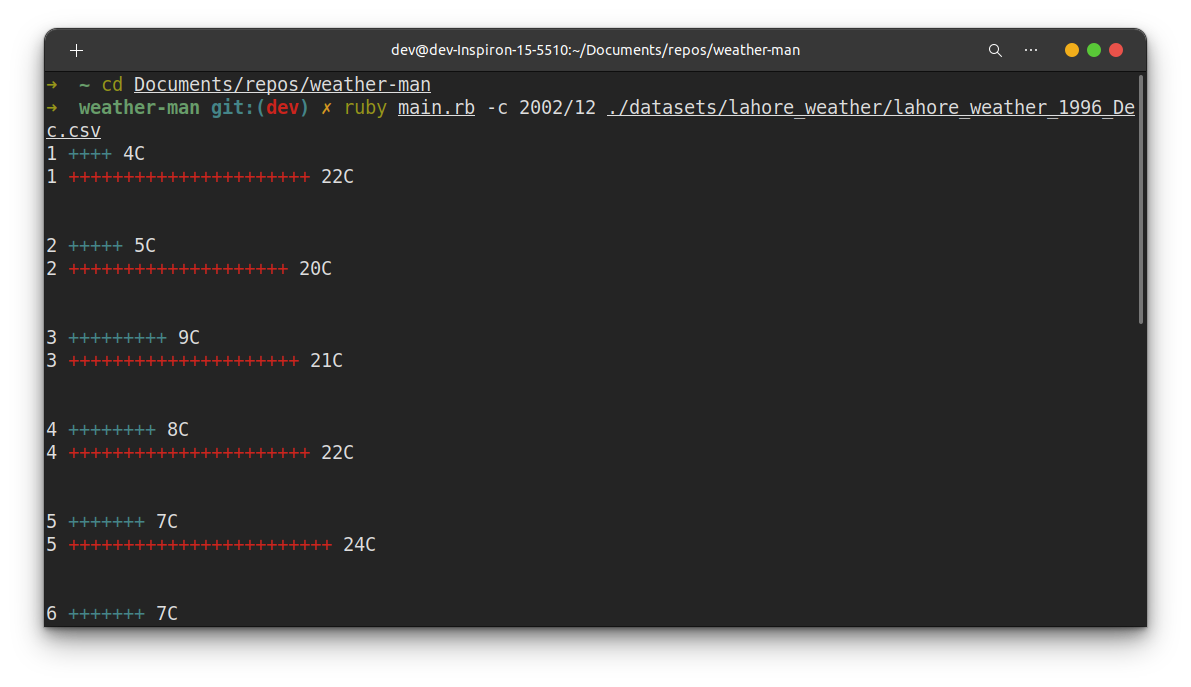 dev@dev-Inspiron-15-5510:~/Documents/repos/weather-man
→ ~ cd Documents/repos/weather-man
→ weather-man git:(dev) ✗ ruby main.rb -c 2002/12 ./datasets/lahore_weather/lahore_weather_1996_De
c.csv
1 ++++ 4C
1 ++++++++++++++++++++++ 22C
2 +++++ 5C
2 ++++++++++++++++++++ 20C
3 +++++++++ 9C
3 +++++++++++++++++++++ 21C
4 ++++++++ 8C
4 ++++++++++++++++++++++ 22C
5 +++++++ 7C
5 ++++++++++++++++++++++++ 24C
6 +++++++ 7C